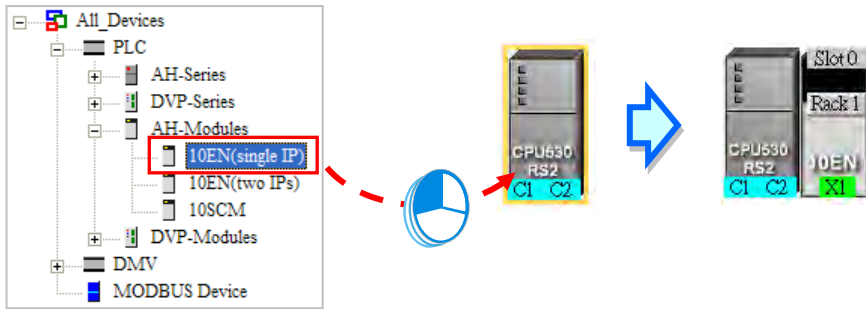 All_Devices
PLC
AH-Series
DVP-Series
AH-Modules
10EN(single IP)
10EN(two IPs)
10SCM
DVP-Modules
DMV
MODBUS Device
CPU530
RS2
C1 C2
CPU530
RS2
C1 C2
Slot 0
Rack 1
10EN
X1